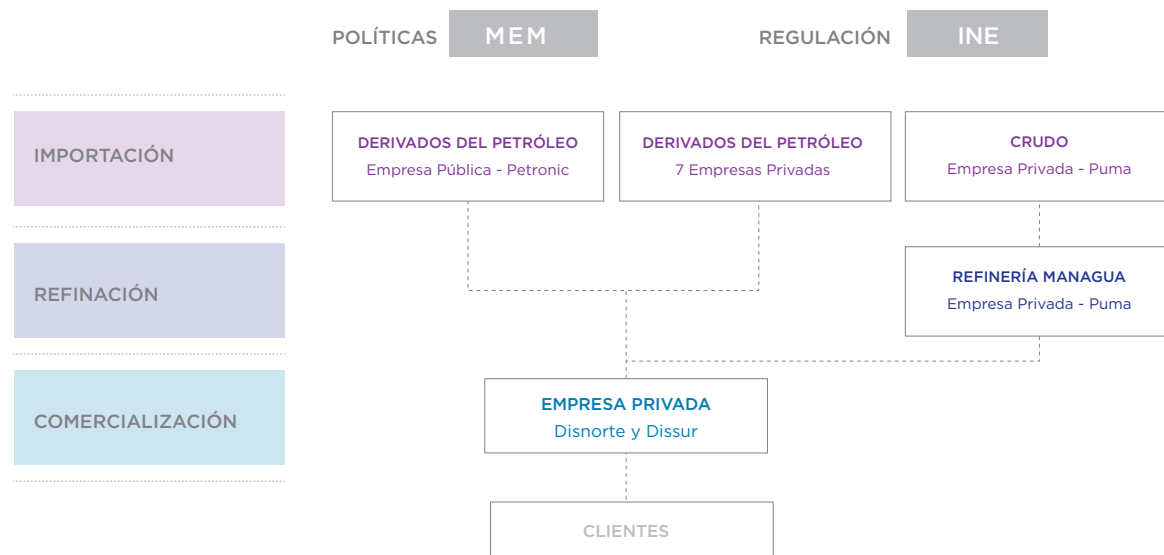 POLÍTICAS MEM REGULACIÓN INE
IMPORTACIÓN
DERIVADOS DEL PETRÓLEO
Empresa Pública - Petronic
DERIVADOS DEL PETRÓLEO
7 Empresas Privadas
CRUDO
Empresa Privada - Puma
REFINACIÓN
REFINERÍA MANAGUA
Empresa Privada - Puma
COMERCIALIZACIÓN
EMPRESA PRIVADA
Disnorte y Dissur
CLIENTES